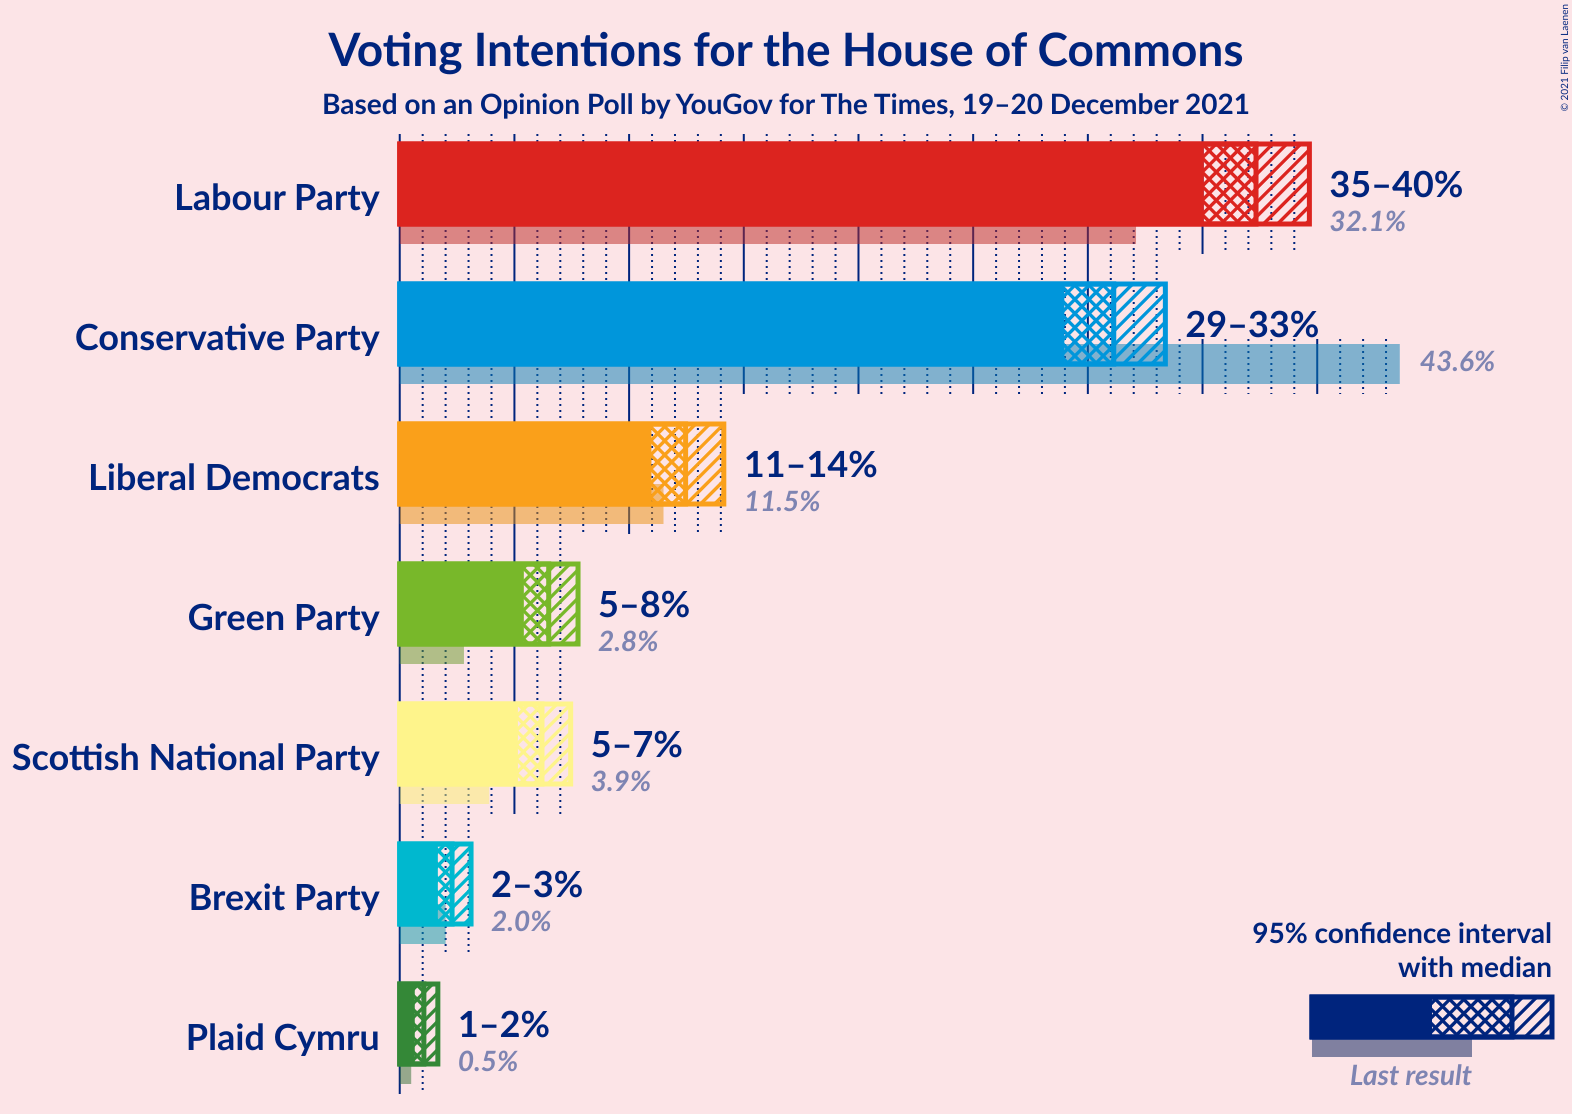 Voting Intentions for the House of Commons
Based on an Opinion Poll by YouGov for The Times, 19–20 December 2021
© 2021 Filip van Laenen
Labour Party
35–40%
32.1%
Conservative Party
29–33%
43.6%
Liberal Democrats
11–14%
11.5%
Green Party
5–8%
2.8%
Scottish National Party
5–7%
3.9%
Brexit Party
2–3%
2.0%
Plaid Cymru
1–2%
0.5%
95% confidence interval
with median
Last result